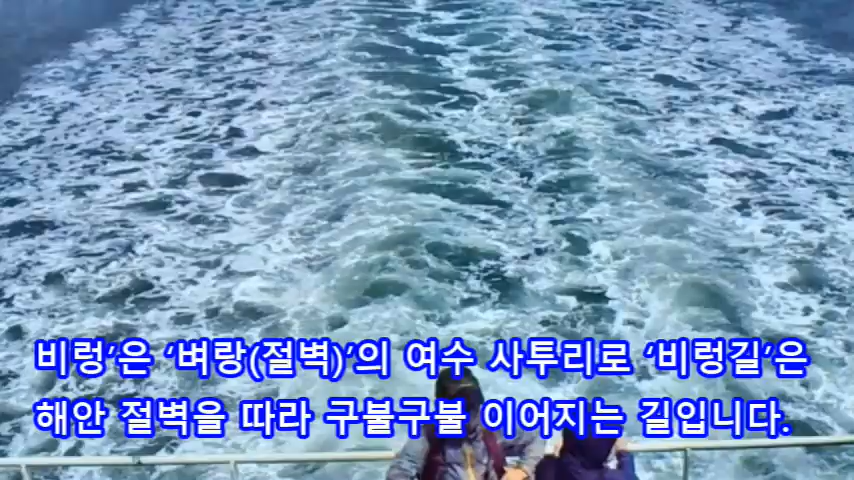 비렁’은 ‘벼랑(절벽)’의 여수 사투리로 ‘비렁길’은
해안 절벽을 따라 구불구불 이어지는 길입니다.